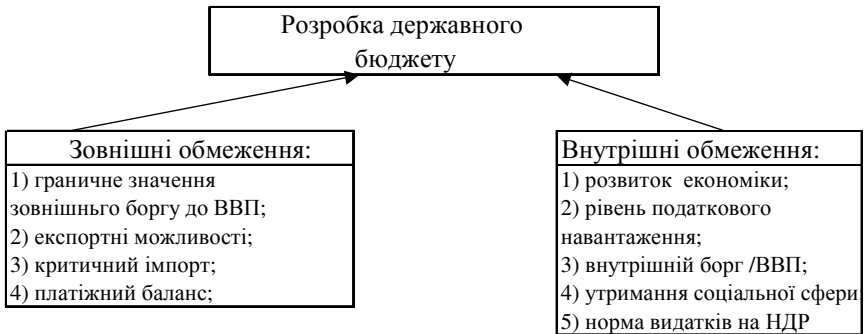 Розробка державного
бюджету
Зовнішні обмеження:
1) граничне значення
зовнішньго боргу до ВВП;
2) експортні можливості;
3) критичний імпорт;
4) платіжний баланс;
Внутрішні обмеження:
1) розвиток економіки;
2) рівень податкового
навантаження;
3) внутрішній борг /ВВП;
4) утримання соціальної сфери;
5) норма видатків на НДР